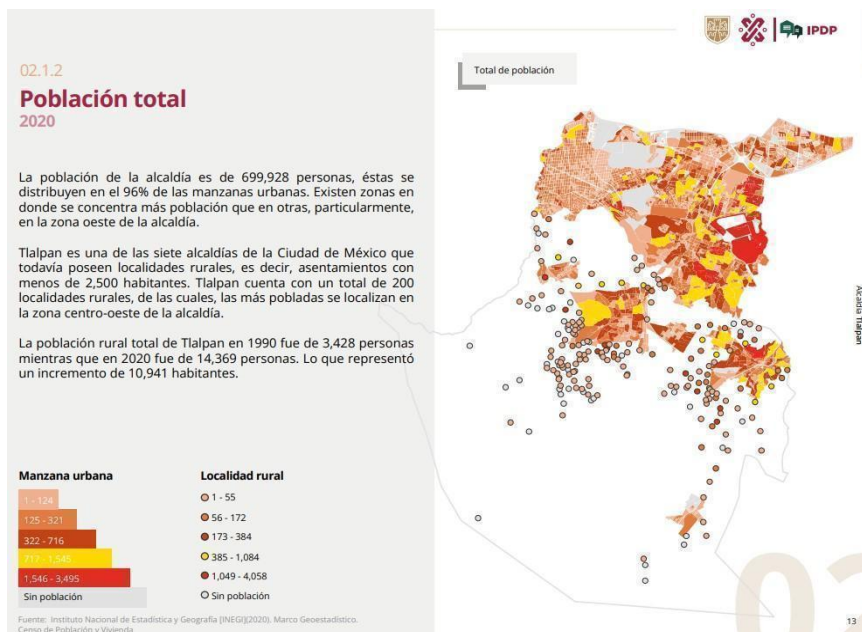 IPDP
02.1.2
Población total
2020
Total de población
La población de la alcaldía es de 699,928 personas, éstas se
distribuyen en el 96% de las manzanas urbanas. Existen zonas en
donde se concentra más población que en otras, particularmente,
en la zona oeste de la alcaldía.
Tlalpan es una de las siete alcaldías de la Ciudad de México que
todavía poseen localidades rurales, es decir, asentamientos con
menos de 2,500 habitantes. Tlalpan cuenta con un total de 200
localidades rurales, de las cuales, las más pobladas se localizan en
la zona centro-oeste de la alcaldía.
La población rural total de Tlalpan en 1990 fue de 3,428 personas
mientras que en 2020 fue de 14,369 personas. Lo que representó
un incremento de 10,941 habitantes.
Alcaldía Tlalpan
Manzana urbana
1 - 124
125 - 321
322 - 716
717 - 1,545
1,546 - 3,495
Sin población
Localidad rural
1 - 55
56 - 172
173 - 384
385 - 1,084
1,049 - 4,058
Sin población
Fuente: Instituto Nacional de Estadística y Geografía [INEGI](2020). Marco Geoestadístico.
Censo de Población y Vivienda
02
13